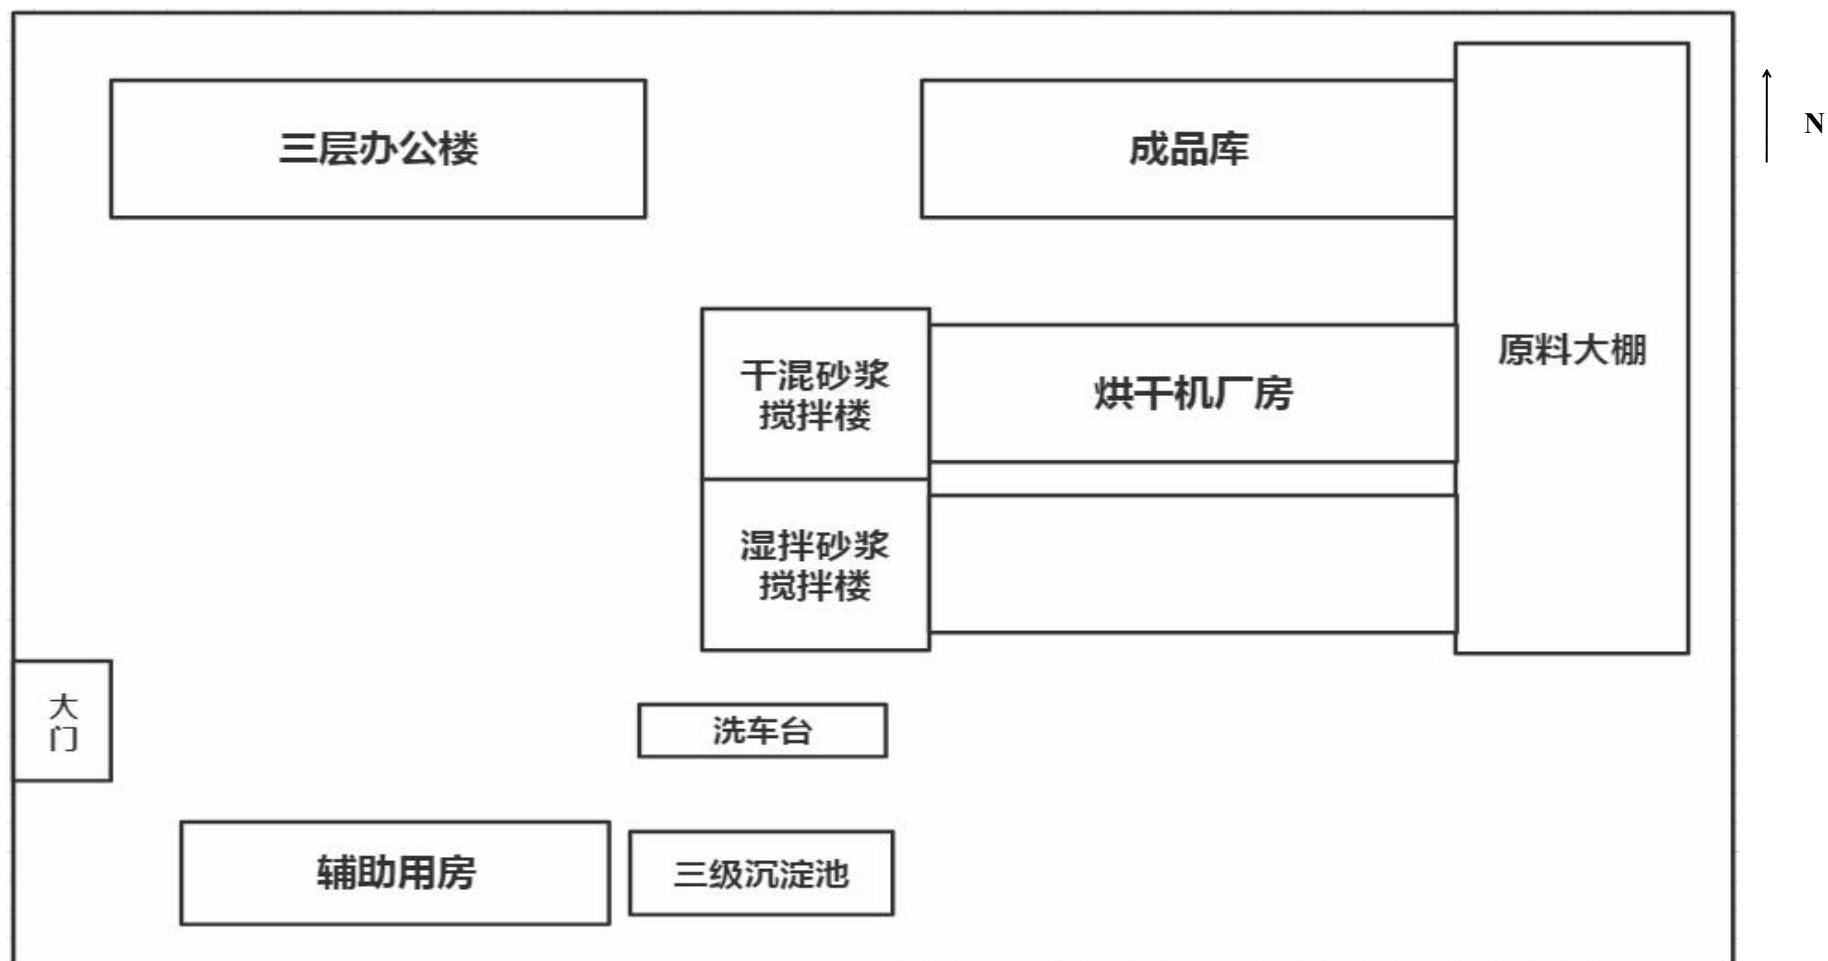 三层办公楼
成品库
N
原料大棚
干混砂浆
搅拌楼
烘干机厂房
湿拌砂浆
搅拌楼
大
门
洗车台
辅助用房
三级沉淀池